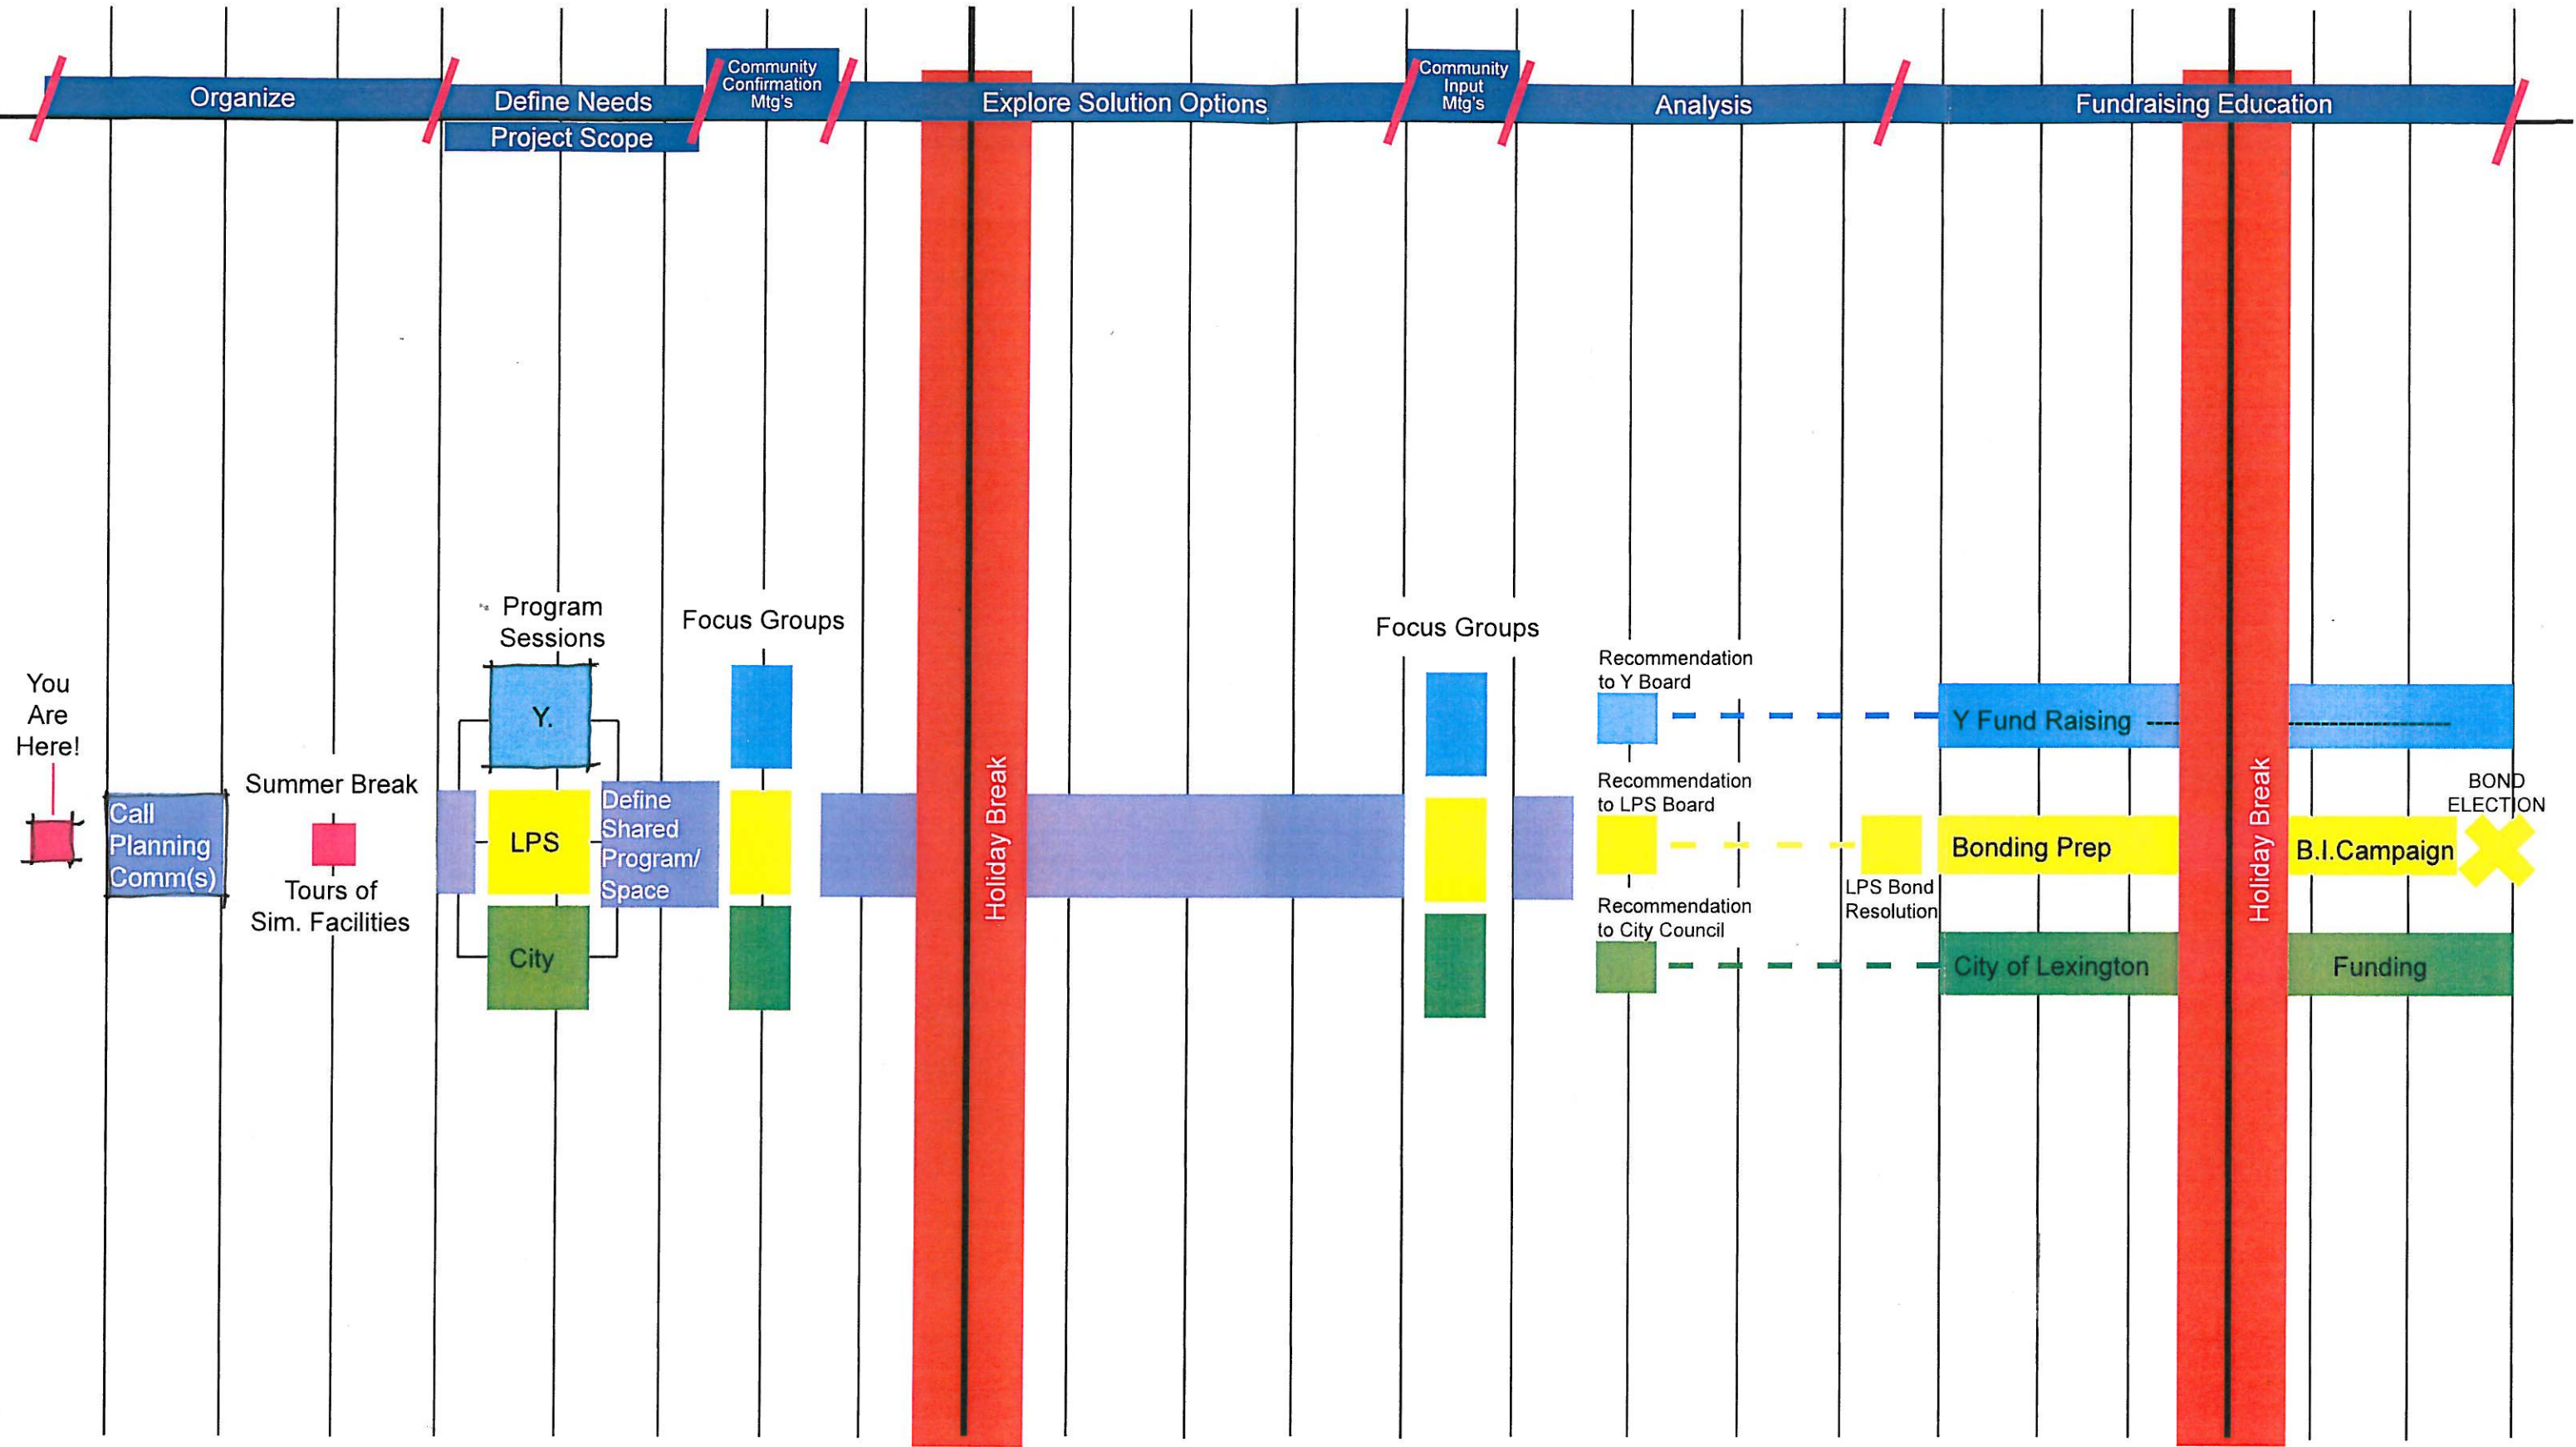 Organize
Define Needs
Project Scope
Community
Confirmation
Mtg's
Explore Solution Options
Community
Input
Mtg's
Analysis
Fundraising Education
You
Are
Here!
Call
Planning
Comm(s)
Summer Break
Tours of
Sim. Facilities
Program
Sessions
Y.
LPS
City
Define
Shared
Program/
Space
Focus Groups
Holiday Break
Focus Groups
Recommendation
to Y Board
Recommendation
to LPS Board
Recommendation
to City Council
LPS Bond
Resolution
Y Fund Raising
Bonding Prep
City of Lexington
Holiday Break
B.I.Campaign
Funding
BOND
ELECTION